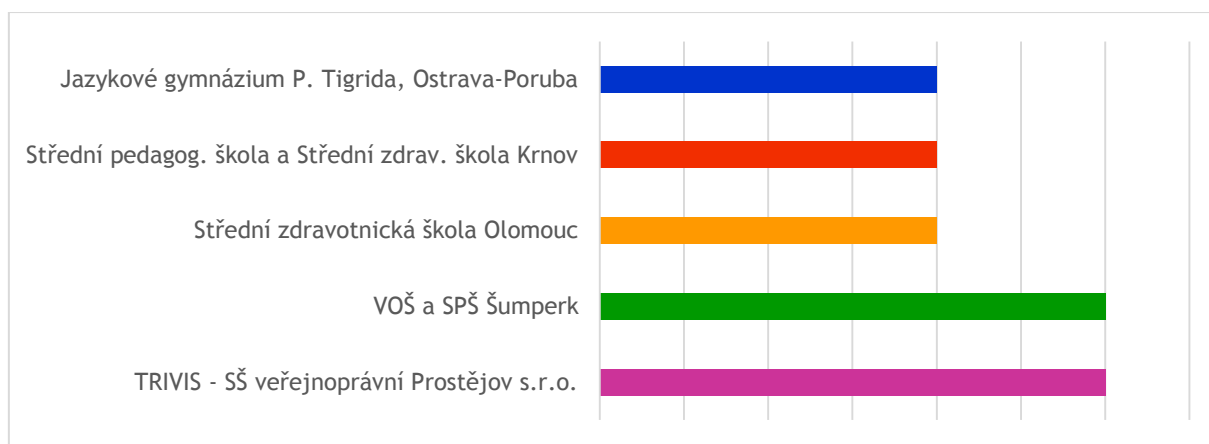 Jazykové gymnázium P. Tigrida, Ostrava-Poruba
Střední pedagog. škola a Střední zdrav. škola Krnov
Střední zdravotnická škola Olomouc
VOŠ a SPŠ Šumperk
TRIVIS - SŠ veřejnoprávní Prostějov s.r.o.